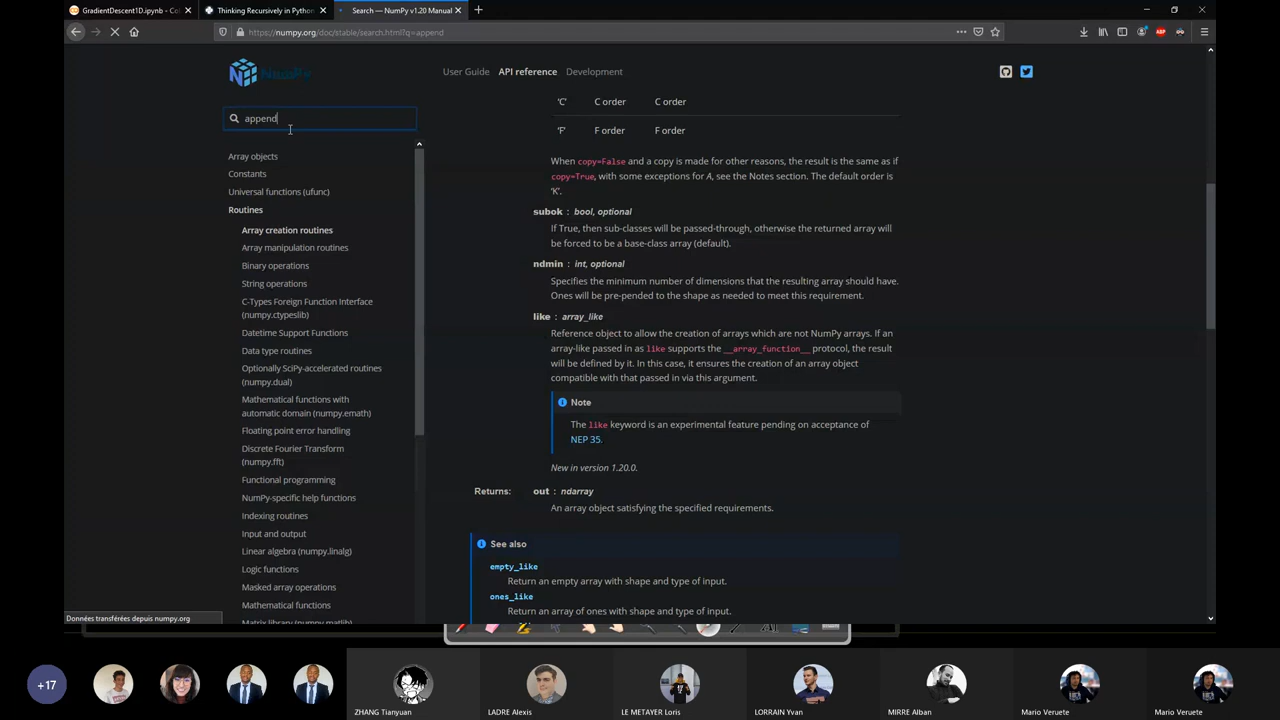 GradientDescent1D.ipynb - Col
Thinking Recursively in Python
Search — NumPy v1.20 Manual
https://numpy.org/doc/stable/search.html?q=append
NumPy
User Guide
API reference
Development
append
Array objects
Constants
Universal functions (ufunc)
Routines
Array creation routines
Array manipulation routines
Binary operations
String operations
C-Types Foreign Function Interface
(numpy.ctypeslib)
Datetime Support Functions
Data type routines
Optionally SciPy-accelerated routines
(numpy.dual)
Mathematical functions with
automatic domain (numpy.emath)
Floating point error handling
Discrete Fourier Transform
(numpy.fft)
Functional programming
NumPy-specific help functions
Indexing routines
Input and output
Linear algebra (numpy.linalg)
Logic functions
Masked array operations
Mathematical functions
Matrix library (numpy.matlib)
'C' C order C order
'F' F order F order
When copy=False and a copy is made for other reasons, the result is the same as if
copy=True, with some exceptions for A, see the Notes section. The default order is
'K'.
subok : bool, optional
If True, then sub-classes will be passed-through, otherwise the returned array will
be forced to be a base-class array (default).
ndmin : int, optional
Specifies the minimum number of dimensions that the resulting array should have.
Ones will be pre-pended to the shape as needed to meet this requirement.
like : array_like
Reference object to allow the creation of arrays which are not NumPy arrays. If an
array-like passed in as like supports the __array_function__ protocol, the result
will be defined by it. In this case, it ensures the creation of an array object
compatible with that passed in via this argument.
Note
The like keyword is an experimental feature pending on acceptance of
NEP 35.
New in version 1.20.0.
Returns: out : ndarray
An array object satisfying the specified requirements.
See also
empty_like
Return an empty array with shape and type of input.
ones_like
Return an array of ones with shape and type of input.
Données transférées depuis numpy.org
+17
ZHANG Tianyuan
LADRE Alexis
LE METAYER Loris
LORRAIN Yvan
MIRRE Alban
Mario Veruete
Mario Veruete